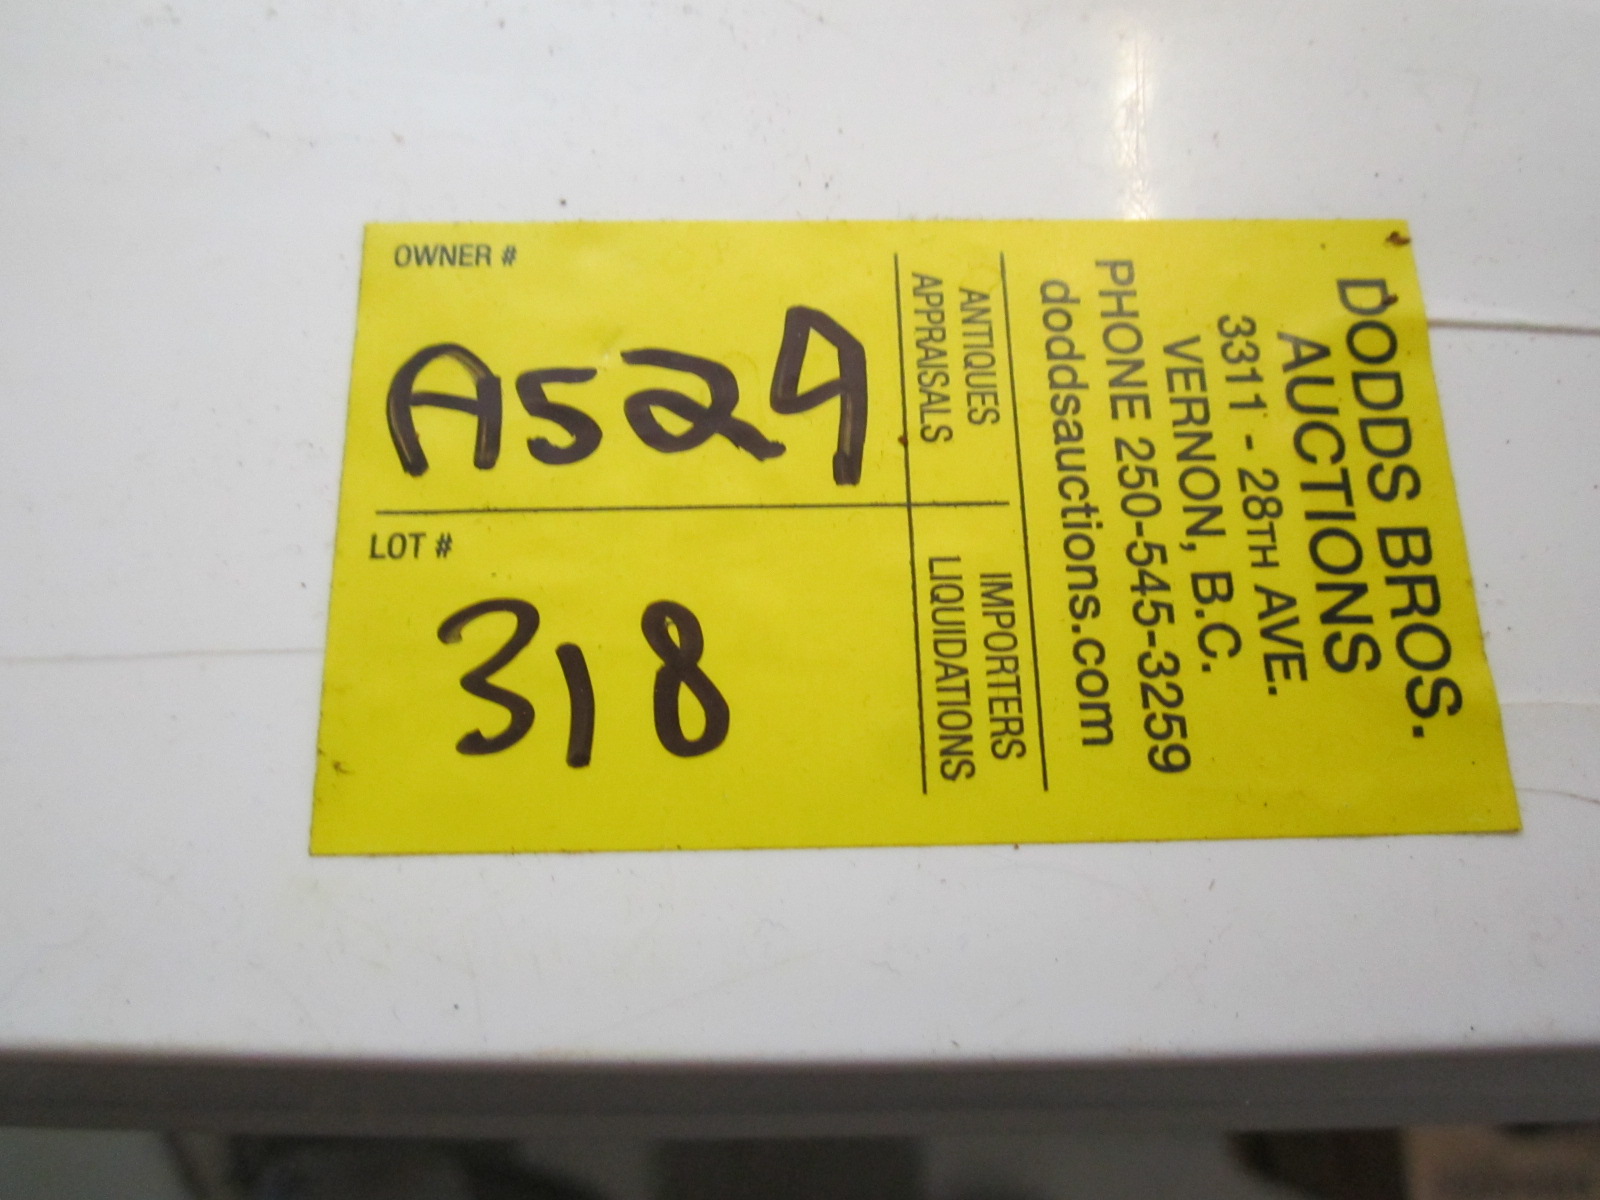 DODDS BROS.
AUCTIONS
3311 - 28TH AVE.
VERNON, B.C.
PHONE 250-545-3259
doddsauctions.com
ANTIQUES
APPRAISALS
IMPORTERS
LIQUIDATIONS
OWNER #
A529
LOT #
318